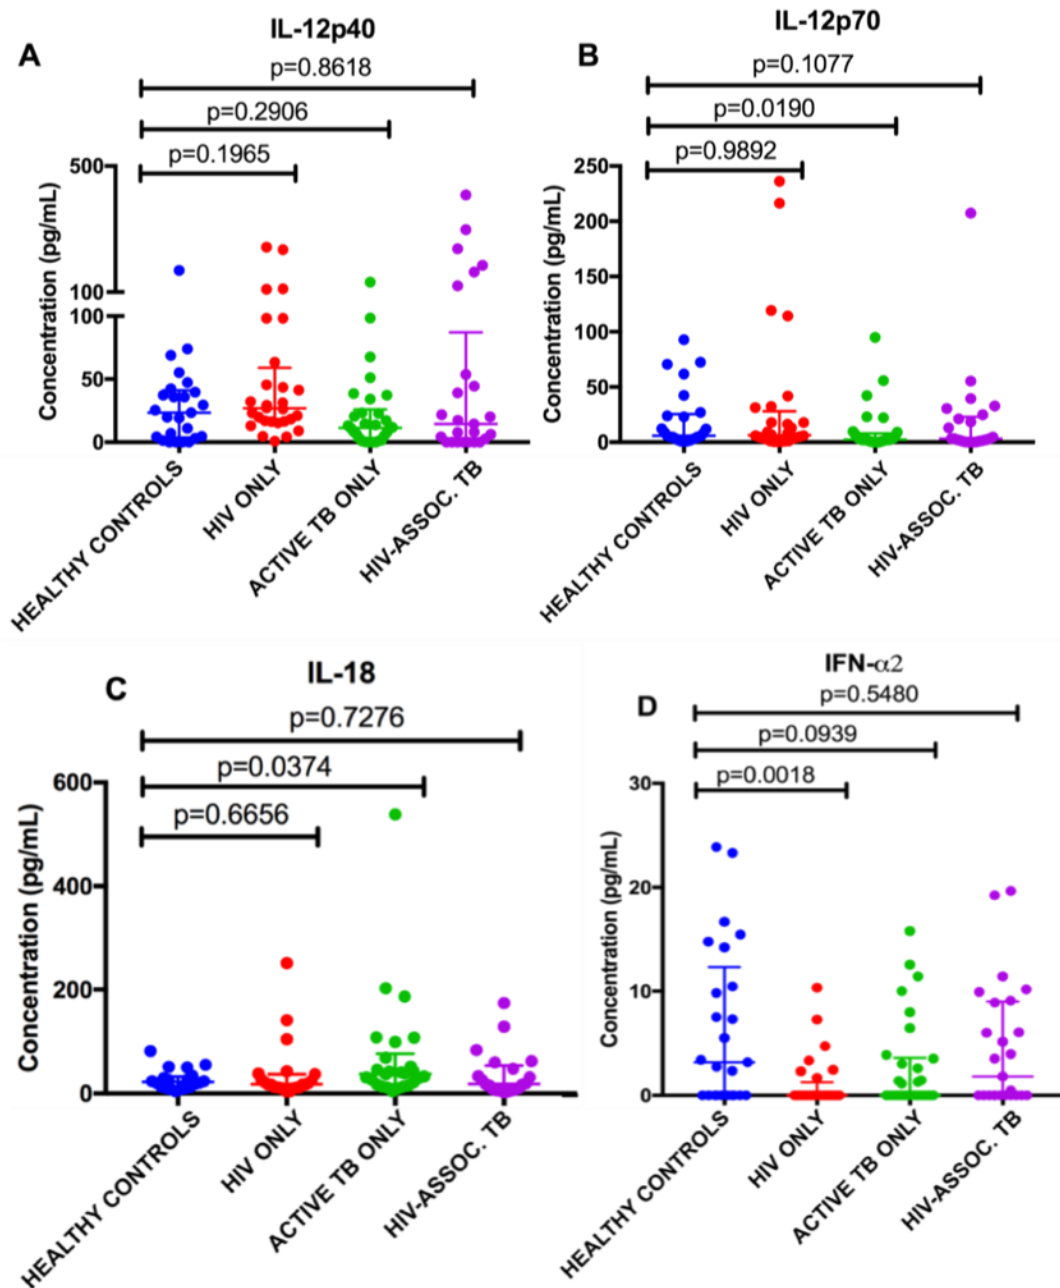 IL-12p40
A
p=0.8618
p=0.2906
p=0.1965
500
100
100
50
0
Concentration (pg/mL)
HEALTHY CONTROLS
HIV ONLY
ACTIVE TB ONLY
HIV-ASSOC. TB
IL-12p70
B
p=0.1077
p=0.0190
p=0.9892
250
200
150
100
50
0
Concentration (pg/mL)
HEALTHY CONTROLS
HIV ONLY
ACTIVE TB ONLY
HIV-ASSOC. TB
IL-18
C
p=0.7276
p=0.0374
p=0.6656
600
400
200
0
Concentration (pg/mL)
HEALTHY CONTROLS
HIV ONLY
ACTIVE TB ONLY
HIV-ASSOC. TB
IFN-α2
D
p=0.5480
p=0.0939
p=0.0018
30
20
10
0
Concentration (pg/mL)
HEALTHY CONTROLS
HIV ONLY
ACTIVE TB ONLY
HIV-ASSOC. TB